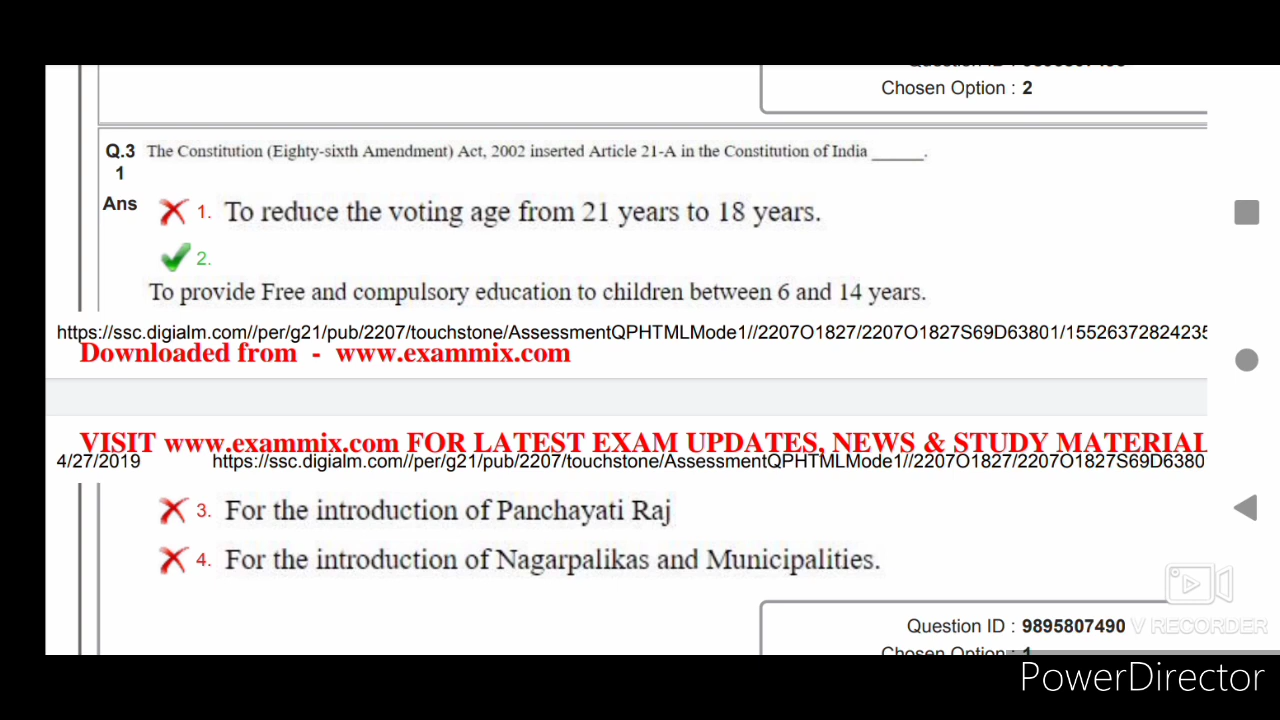 Chosen Option : 2
Q.3 The Constitution (Eighty-sixth Amendment) Act, 2002 inserted Article 21-A in the Constitution of India ______.
1
Ans 1. To reduce the voting age from 21 years to 18 years.
2.
To provide Free and compulsory education to children between 6 and 14 years.
https://ssc.digialm.com//per/g21/pub/2207/touchstone/AssessmentQPHTMLMode1//2207O1827/2207O1827S69D63801/15526372824235
Downloaded from - www.exammix.com
VISIT www.exammix.com FOR LATEST EXAM UPDATES, NEWS & STUDY MATERIAL
4/27/2019 https://ssc.digialm.com//per/g21/pub/2207/touchstone/AssessmentQPHTMLMode1//2207O1827/2207O1827S69D6380
3. For the introduction of Panchayati Raj
4. For the introduction of Nagarpalikas and Municipalities.
Question ID : 9895807490
V RECORDER
Chosen Option : 1
PowerDirector